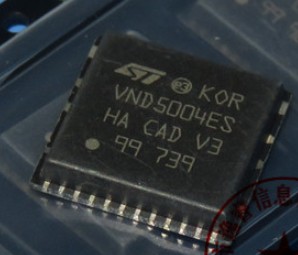 ST KOR
VND5004ES
HA CAD V3
99 739